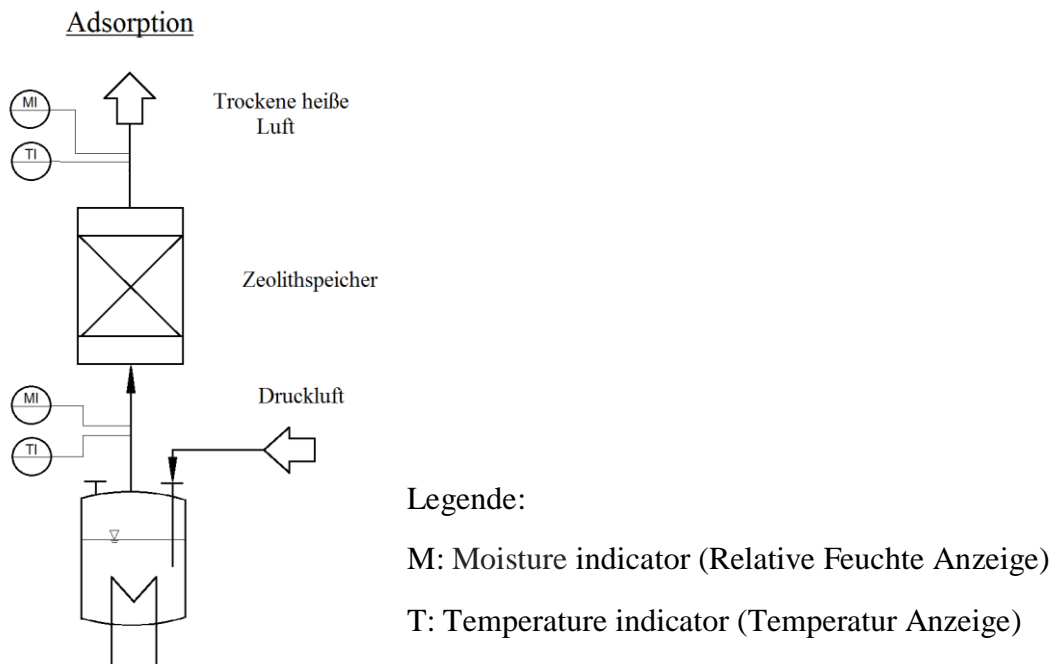 Adsorption
MI
Trockene heiße
Luft
TI
Zeolithspeicher
MI
Druckluft
TI
Legende:
M: Moisture indicator (Relative Feuchte Anzeige)
T: Temperature indicator (Temperatur Anzeige)